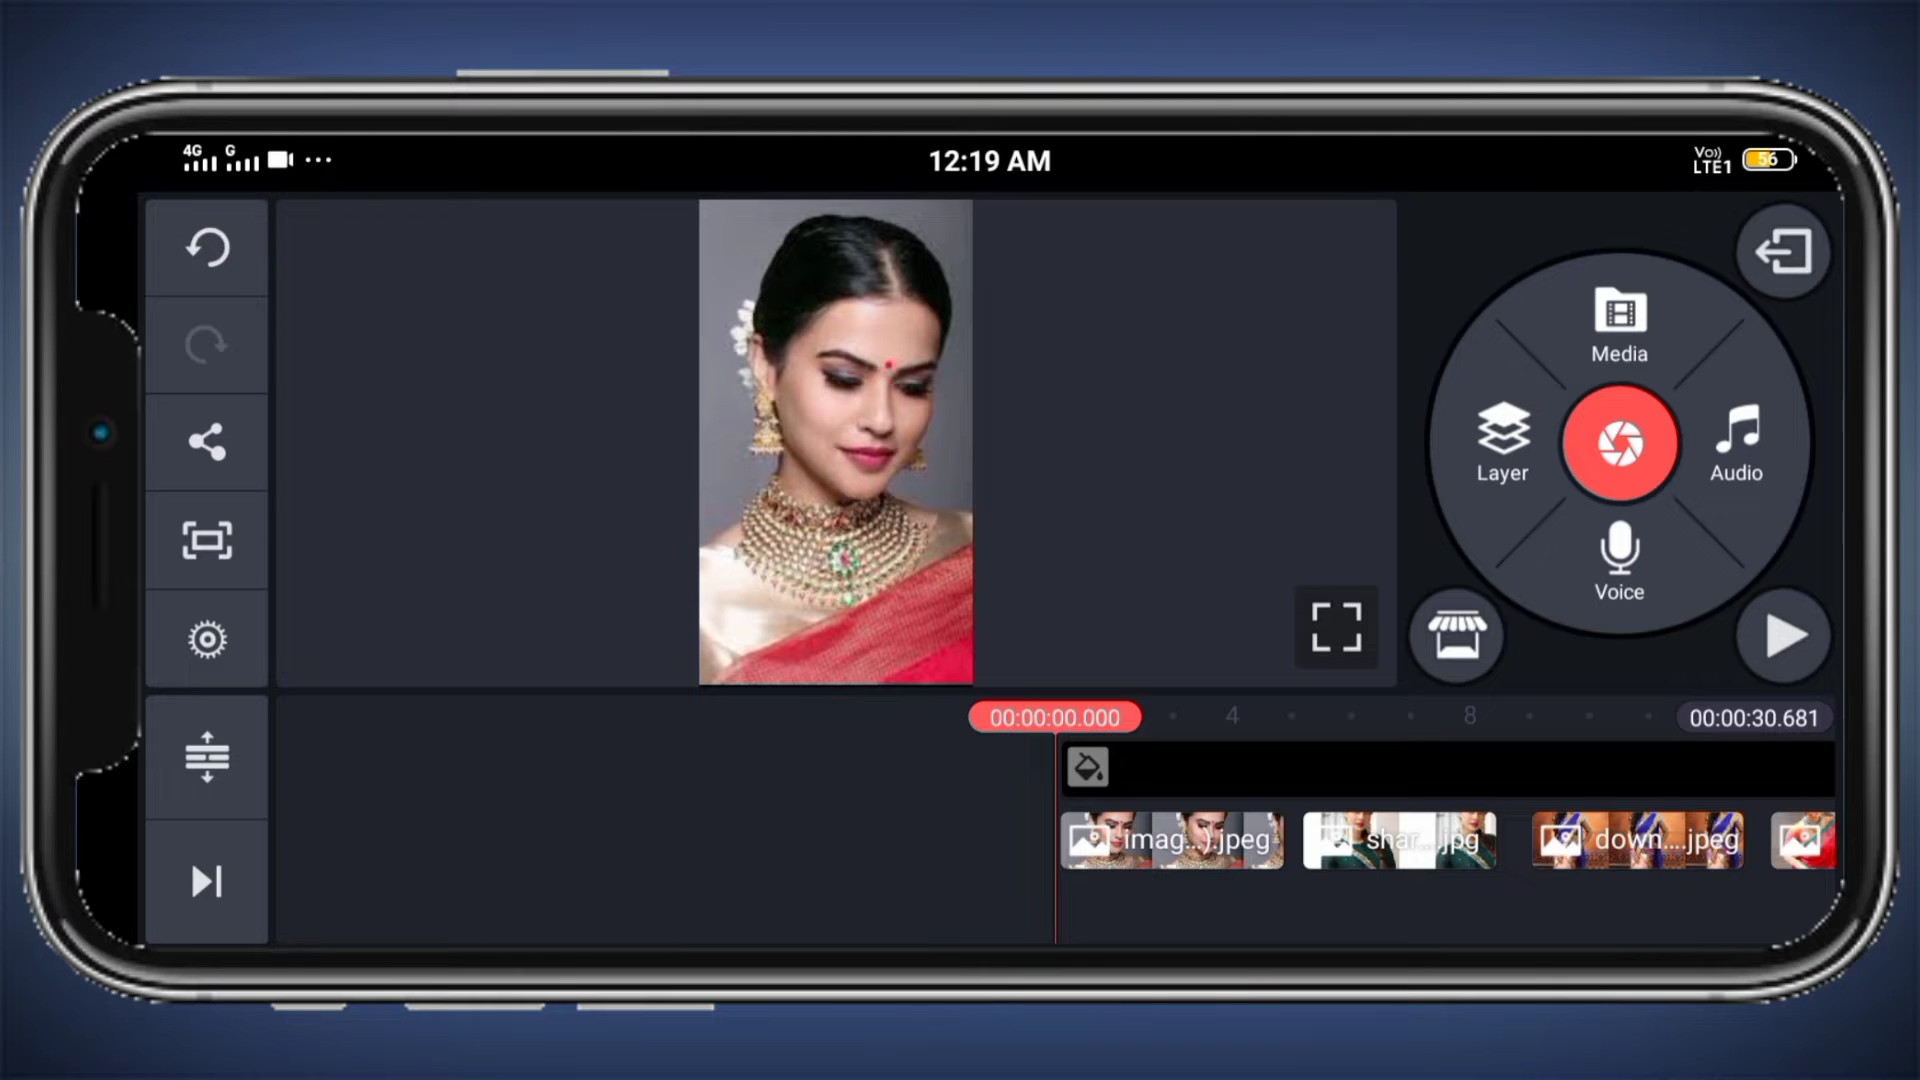 4G G
12:19 AM
Vo))
LTE1
56
Media
Layer
Audio
Voice
00:00:00.000
4
8
00:00:30.681
imag...).jpeg
shar...jpg
down....jpeg